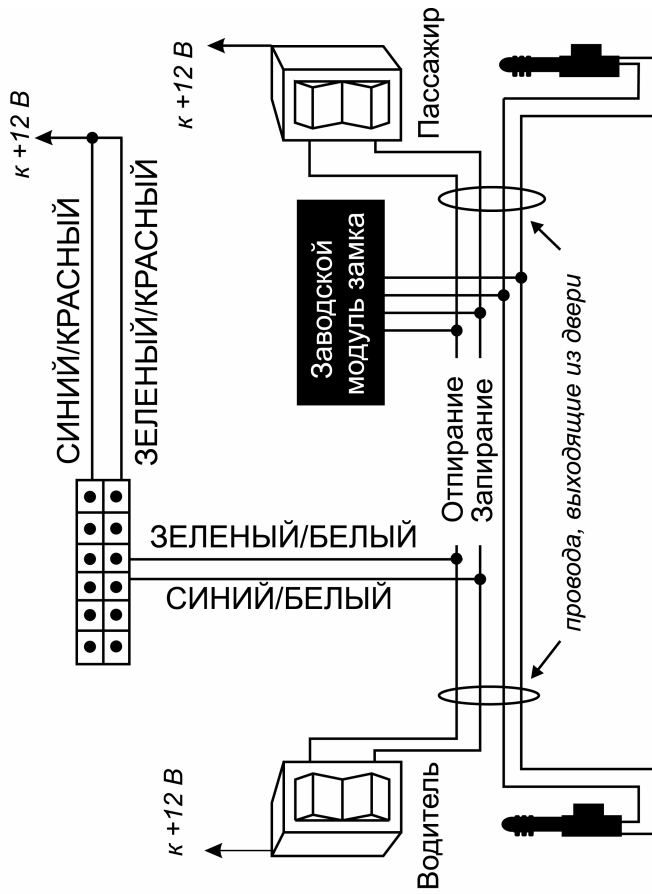 к +12 В
СИНИЙ/КРАСНЫЙ
ЗЕЛЕНЫЙ/КРАСНЫЙ
к +12 В
Пассажир
Заводской
модуль замка
ЗЕЛЕНЫЙ/БЕЛЫЙ
СИНИЙ/БЕЛЫЙ
Отпирание
Запирание
провода, выходящие из двери
к +12 В
Водитель